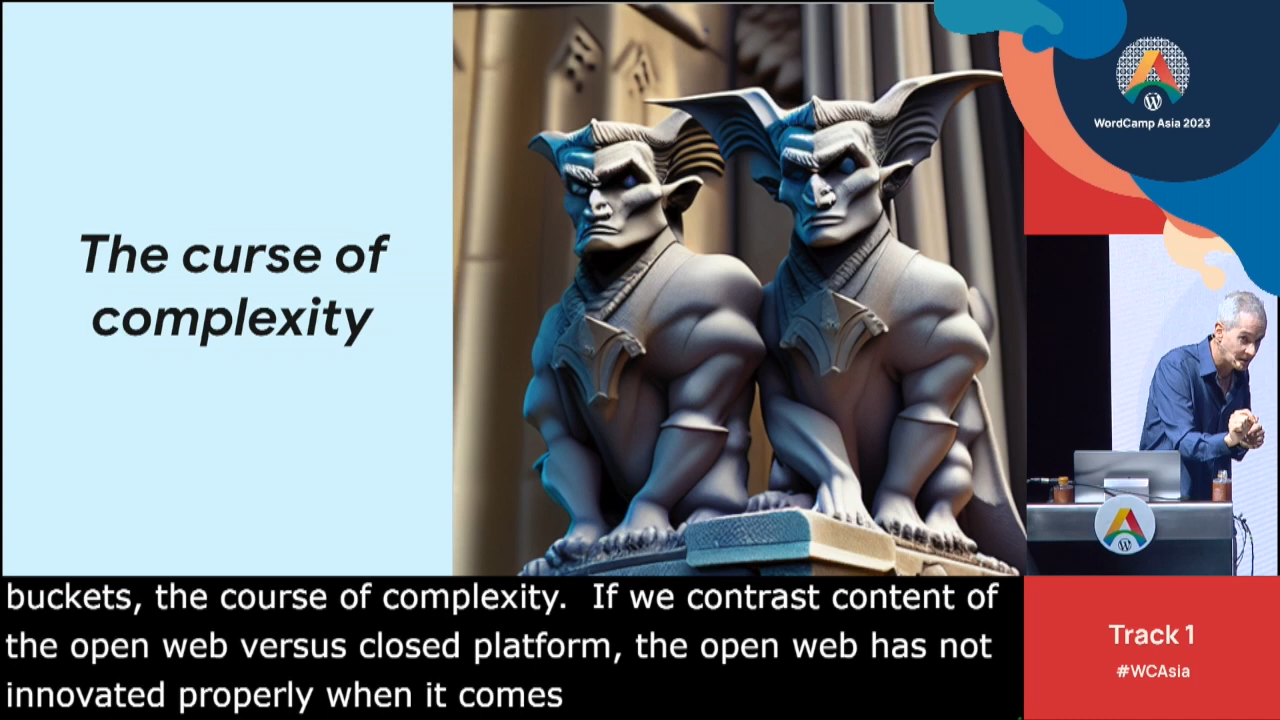 The curse of
complexity
WordCamp Asia 2023
buckets, the course of complexity.  If we contrast content of
the open web versus closed platform, the open web has not
innovated properly when it comes
Track 1
#WCAsia